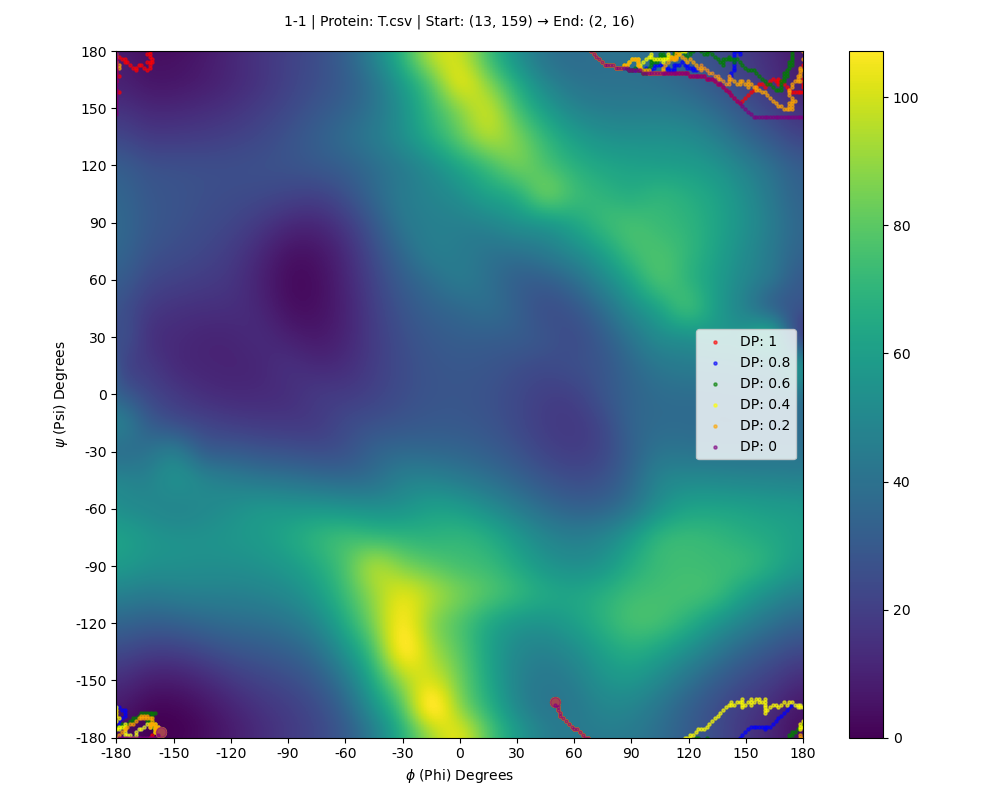 1-1 | Protein: T.csv | Start: (13, 159) → End: (2, 16)
180
150
120
90
60
30
0
-30
-60
-90
-120
-150
-180
ψ (Psi) Degrees
-180 -150 -120 -90 -60 -30 0 30 60 90 120 150 180
ϕ (Phi) Degrees
DP: 1
DP: 0.8
DP: 0.6
DP: 0.4
DP: 0.2
DP: 0
100
80
60
40
20
0